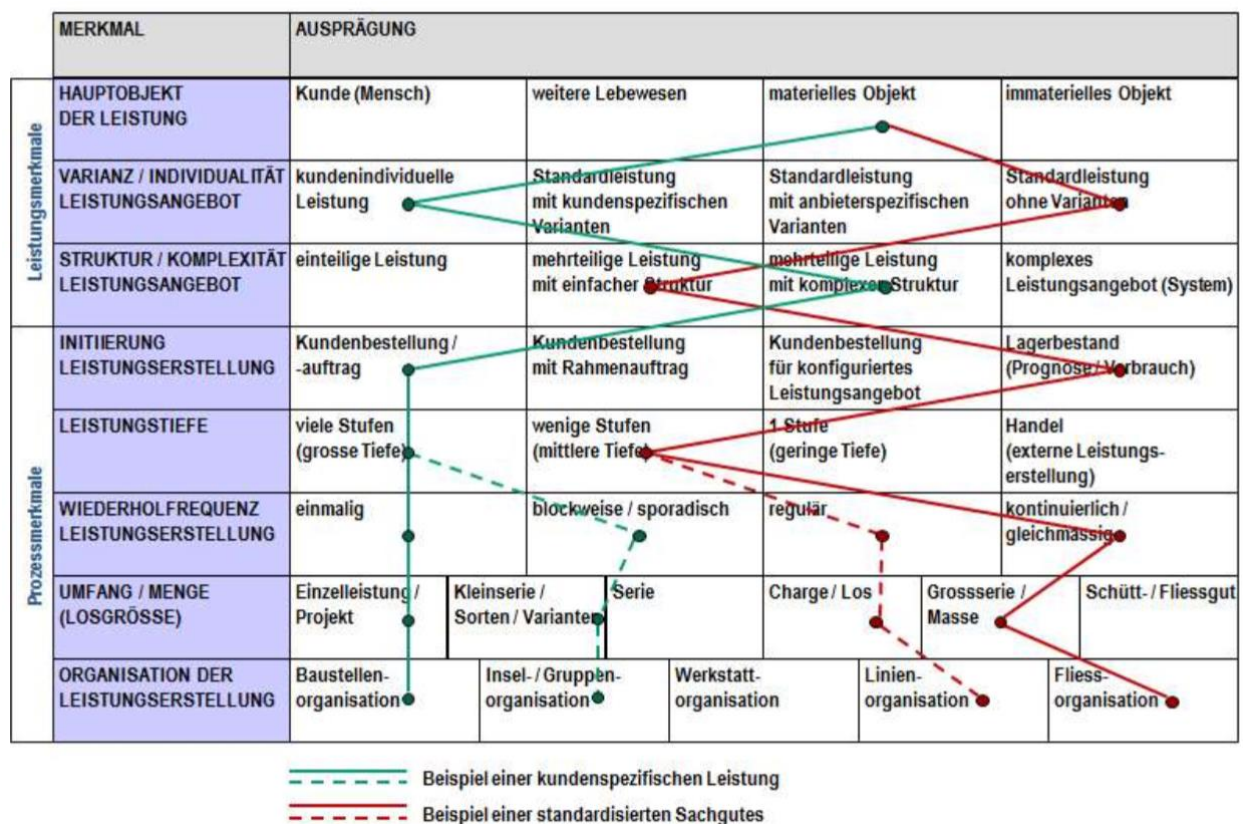 MERKMAL
AUSPRÄGUNG
Leistungsmerkmale
HAUPTOBJEKT
DER LEISTUNG
Kunde (Mensch)
weitere Lebewesen
materielles Objekt
immaterielles Objekt
VARIANZ / INDIVIDUALITÄT
LEISTUNGSANGEBOT
kundenindividuelle
Leistung
Standardleistung
mit kundenspezifischen
Varianten
Standardleistung
mit anbieterspezifischen
Varianten
Standardleistung
ohne Varianten
STRUKTUR / KOMPLEXITÄT
LEISTUNGSANGEBOT
einteilige Leistung
mehrteilige Leistung
mit einfacher Struktur
mehrteilige Leistung
mit komplexer Struktur
komplexes
Leistungsangebot (System)
Prozessmerkmale
INITIIERUNG
LEISTUNGSERSTELLUNG
Kundenbestellung /
-auftrag
Kundenbestellung
mit Rahmenauftrag
Kundenbestellung
für konfiguriertes
Leistungsangebot
Lagerbestand
(Prognose / Verbrauch)
LEISTUNGSTIEFE
viele Stufen
(grosse Tiefe)
wenige Stufen
(mittlere Tiefe)
1 Stufe
(geringe Tiefe)
Handel
(externe Leistungs-
erstellung)
WIEDERHOLFREQUENZ
LEISTUNGSERSTELLUNG
einmalig
blockweise / sporadisch
regulär
kontinuierlich /
gleichmässig
UMFANG / MENGE
(LOSGRÖSSE)
Einzelleistung /
Projekt
Kleinserie /
Sorten / Varianten
Serie
Charge / Los
Grossserie /
Masse
Schütt- / Fliessgut
ORGANISATION DER
LEISTUNGSERSTELLUNG
Baustellen-
organisation
Insel- / Gruppen-
organisation
Werkstatt-
organisation
Linien-
organisation
Fliess-
organisation
Beispiel einer kundenspezifischen Leistung
Beispiel einer standardisierten Sachgutes